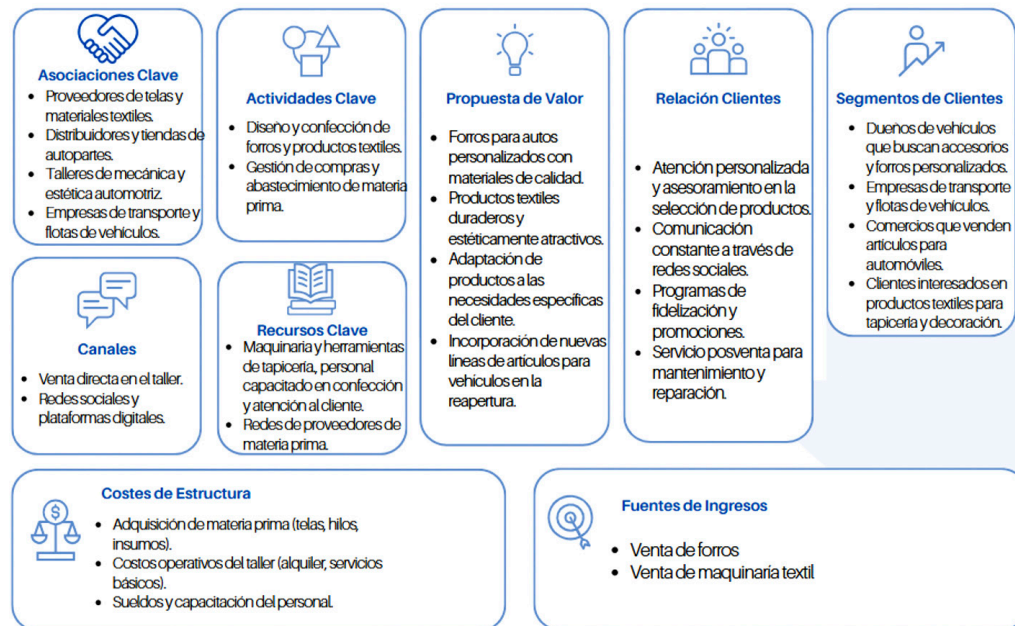 Asociaciones Clave
• Proveedores de telas y
materiales textiles.
• Distribuidores y tiendas de
autopartes.
• Talleres de mecánica y
estética automotriz.
• Empresas de transporte y
flotas de vehículos.
Actividades Clave
• Diseño y confección de
forros y productos textiles.
• Gestión de compras y
abastecimiento de materia
prima.
Propuesta de Valor
• Forros para autos
personalizados con
materiales de calidad.
• Productos textiles
duraderos y
estéticamente atractivos.
• Adaptación de
productos a las
necesidades específicas
del cliente.
• Incorporación de nuevas
líneas de artículos para
vehículos en la
reapertura.
Relación Clientes
• Atención personalizada
y asesoramiento en la
selección de productos.
• Comunicación
constante a través de
redes sociales.
• Programas de
fidelización y
promociones.
• Servicio posventa para
mantenimiento y
reparación.
Segmentos de Clientes
• Dueños de vehículos
que buscan accesorios
y forros personalizados.
• Empresas de transporte
y flotas de vehículos.
• Comercios que venden
artículos para
automóviles.
• Clientes interesados en
productos textiles para
tapicería y decoración.
Canales
• Venta directa en el taller.
• Redes sociales y
plataformas digitales.
Recursos Clave
• Maquinaria y herramientas
de tapicería, personal
capacitado en confección
y atención al cliente.
• Redes de proveedores de
materia prima.
Costes de Estructura
• Adquisición de materia prima (telas, hilos,
insumos).
• Costos operativos del taller (alquiler, servicios
básicos).
• Sueldos y capacitación del personal.
Fuentes de Ingresos
• Venta de forros
• Venta de maquinaría textil